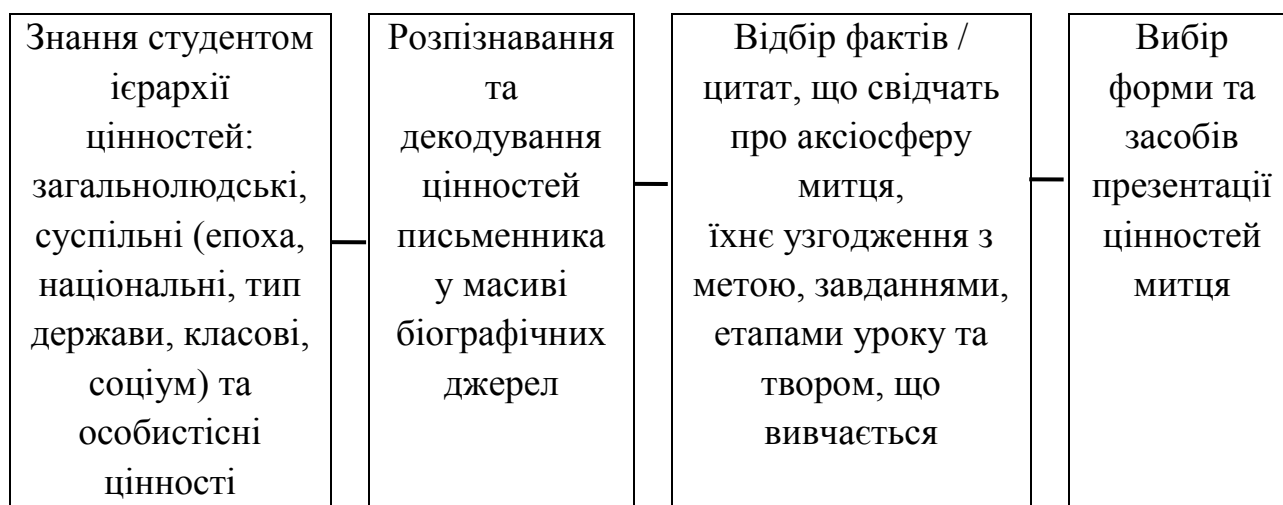 Знання студентом
ієрархії
цінностей:
загальнолюдські,
суспільні (епоха,
національні, тип
держави, класові,
соціум) та
особистісні
цінності
Розпізнавання
та
декодування
цінностей
письменника
у масиві
біографічних
джерел
Відбір фактів /
цитат, що свідчать
про аксіосферу
митця,
їхнє узгодження з
метою, завданнями,
етапами уроку та
твором, що
вивчається
Вибір
форми та
засобів
презентації
цінностей
митця